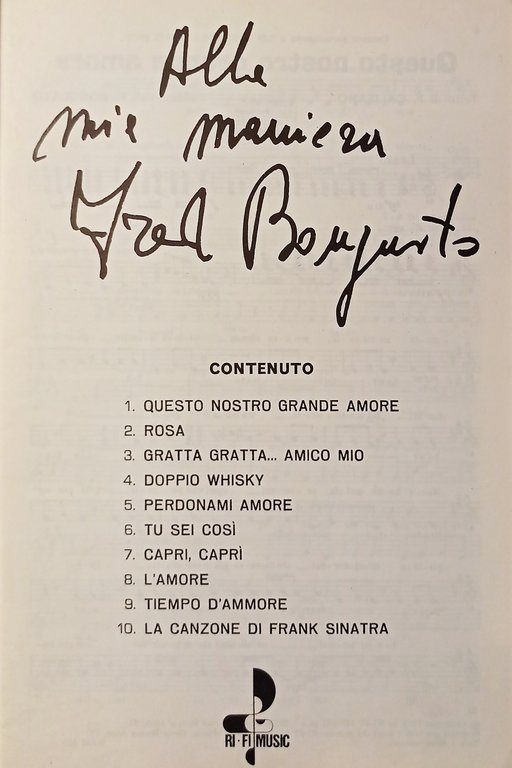 Alla
mia maniera
Fred Bongusto
CONTENUTO
1. QUESTO NOSTRO GRANDE AMORE
2. ROSA
3. GRATTA GRATTA... AMICO MIO
4. DOPPIO WHISKY
5. PERDONAMI AMORE
6. TU SEI COSÌ
7. CAPRI, CAPRÌ
8. L'AMORE
9. TIEMPO D'AMMORE
10. LA CANZONE DI FRANK SINATRA
RI-FI MUSIC